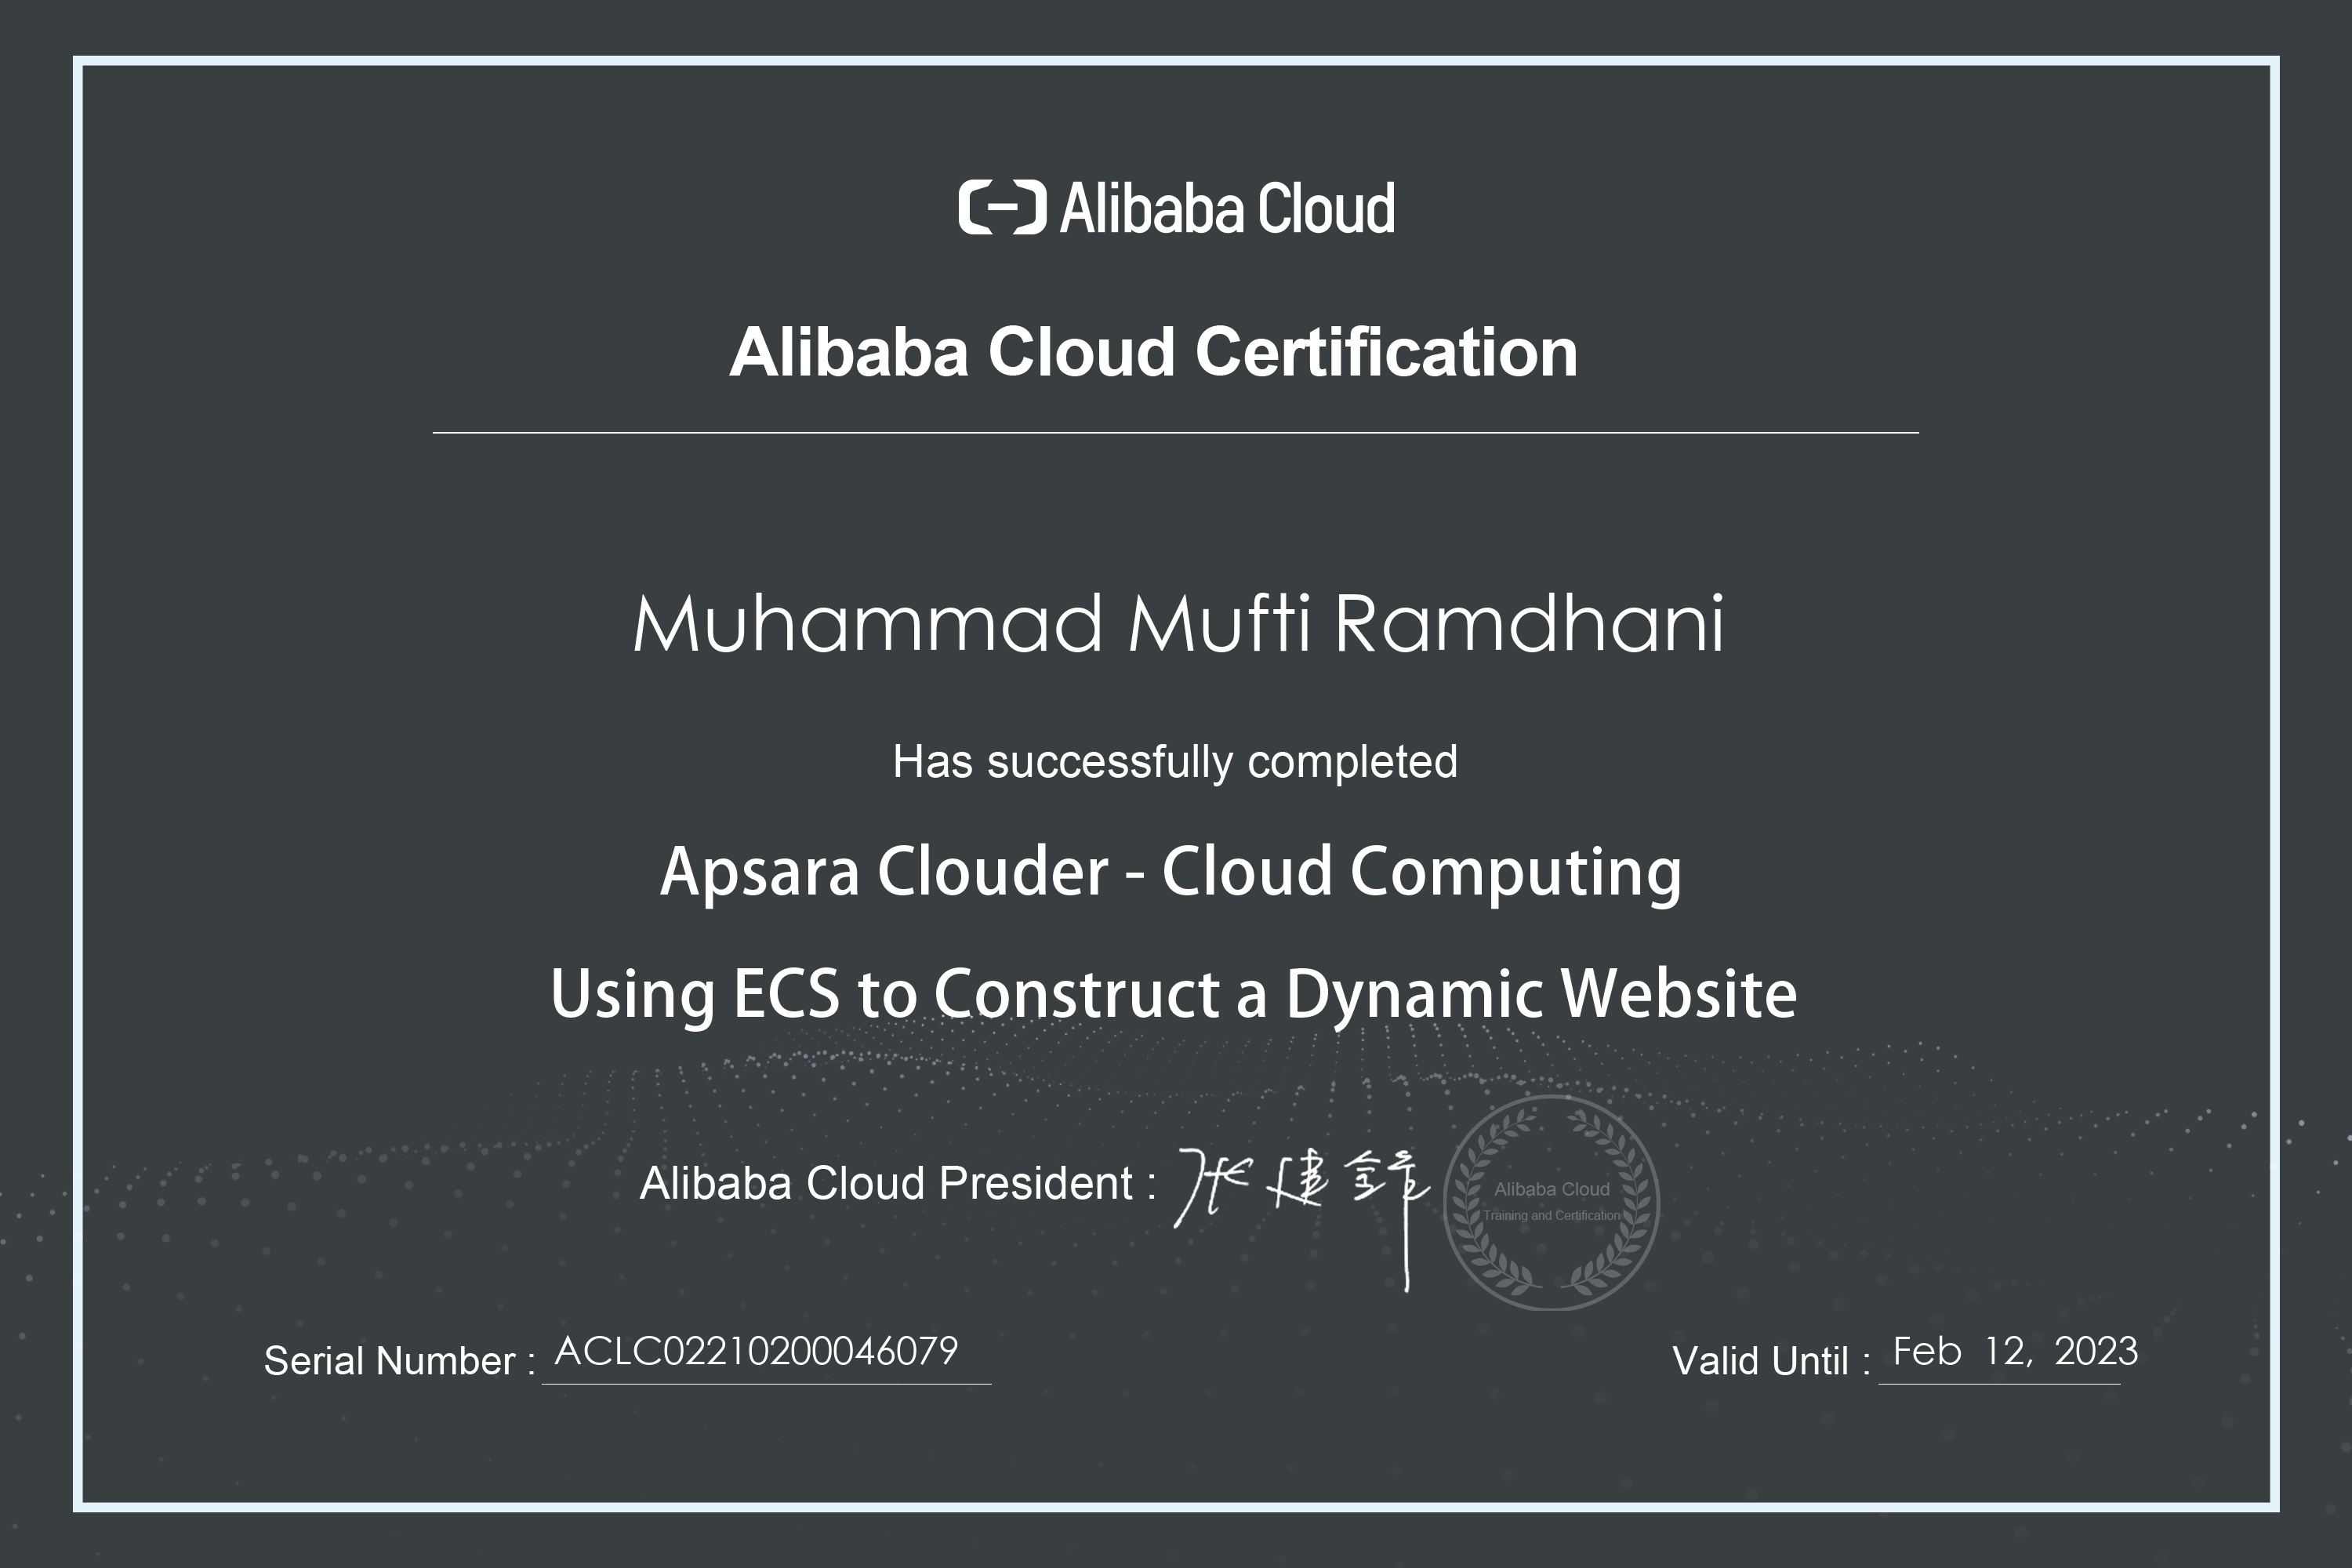 Alibaba Cloud
Alibaba Cloud Certification
Muhammad Mufti Ramdhani
Has successfully completed
Apsara Clouder - Cloud Computing
Using ECS to Construct a Dynamic Website
Alibaba Cloud President : 张建锋
Alibaba Cloud
Training and Certification
Serial Number : ACLC02210200046079
Valid Until : Feb 12, 2023